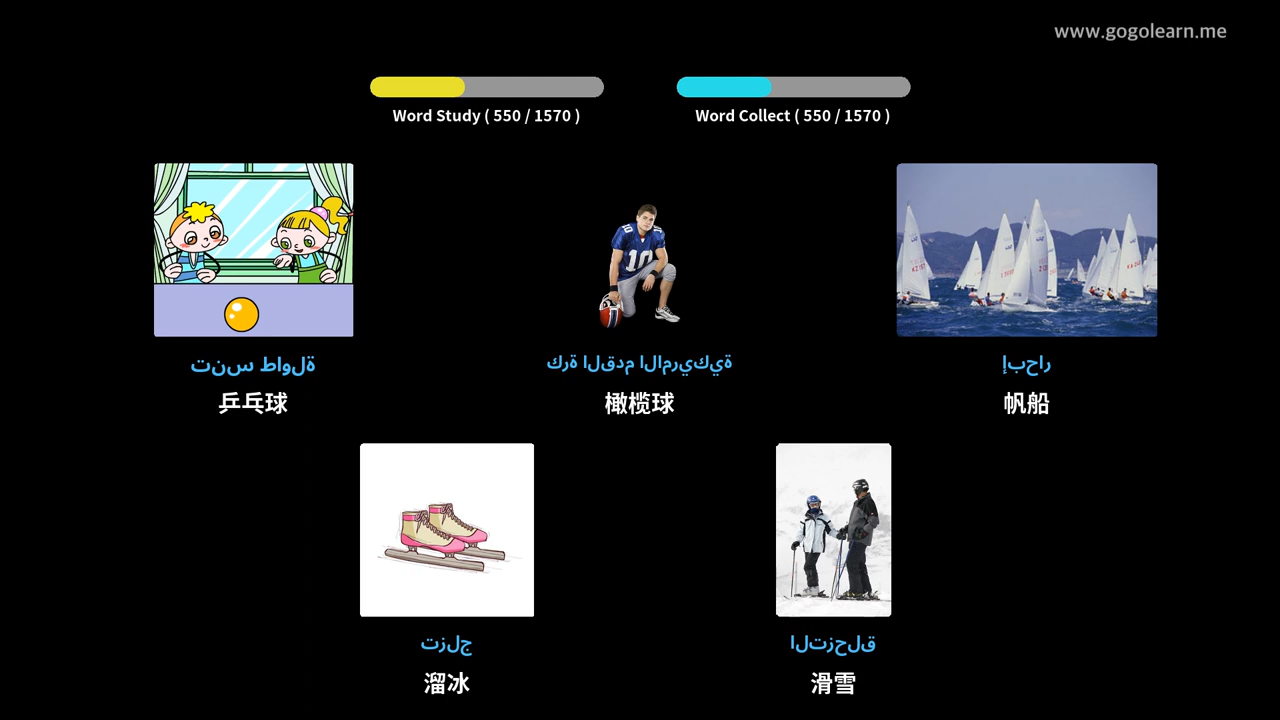 www.gogolearn.me
Word Study ( 550 / 1570 )
Word Collect ( 550 / 1570 )
10
تنس طاولة
乒乓球
كرة القدم الامريكية
橄榄球
إبحار
帆船
تزلج
溜冰
التزحلق
滑雪